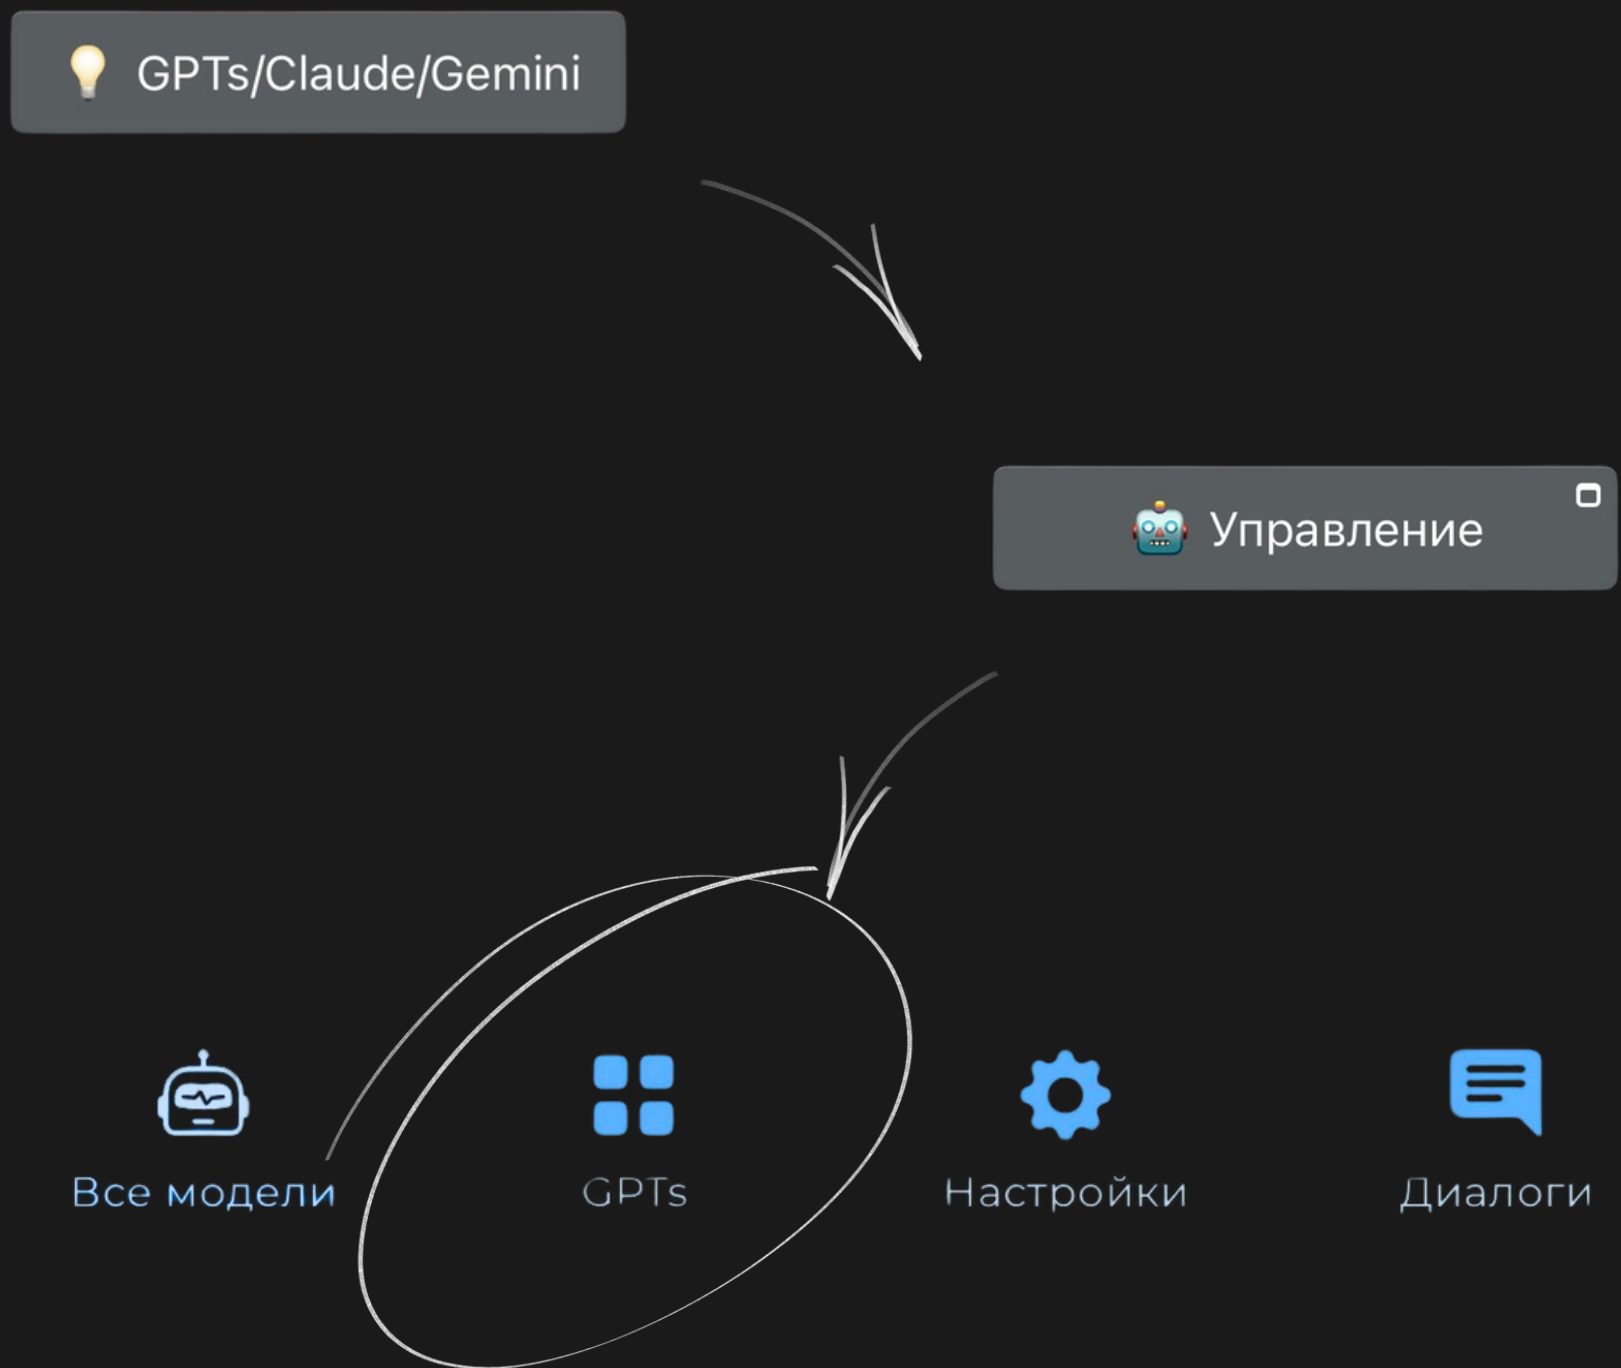 GPTs/Claude/Gemini
Управление
Все модели
GPTs
Настройки
Диалоги